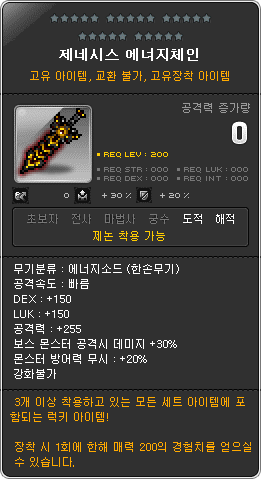 제네시스 에너지체인
고유 아이템, 교환 불가, 고유장착 아이템
공격력 증가량
0
REQ LEV : 200
REQ STR : 000 REQ LUK : 000
REQ DEX : 000 REQ INT : 000
0 + 30 % + 20 %
초보자 전사 마법사 궁수 도적 해적
제논 착용 가능
무기분류 : 에너지소드 (한손무기)
공격속도 : 빠름
DEX : +150
LUK : +150
공격력 : +255
보스 몬스터 공격시 데미지 +30%
몬스터 방어력 무시 : +20%
강화불가
3개 이상 착용하고 있는 모든 세트 아이템에 포
함되는 럭키 아이템!
장착 시 1회에 한해 매력 200의 경험치를 얻으실
수 있습니다.